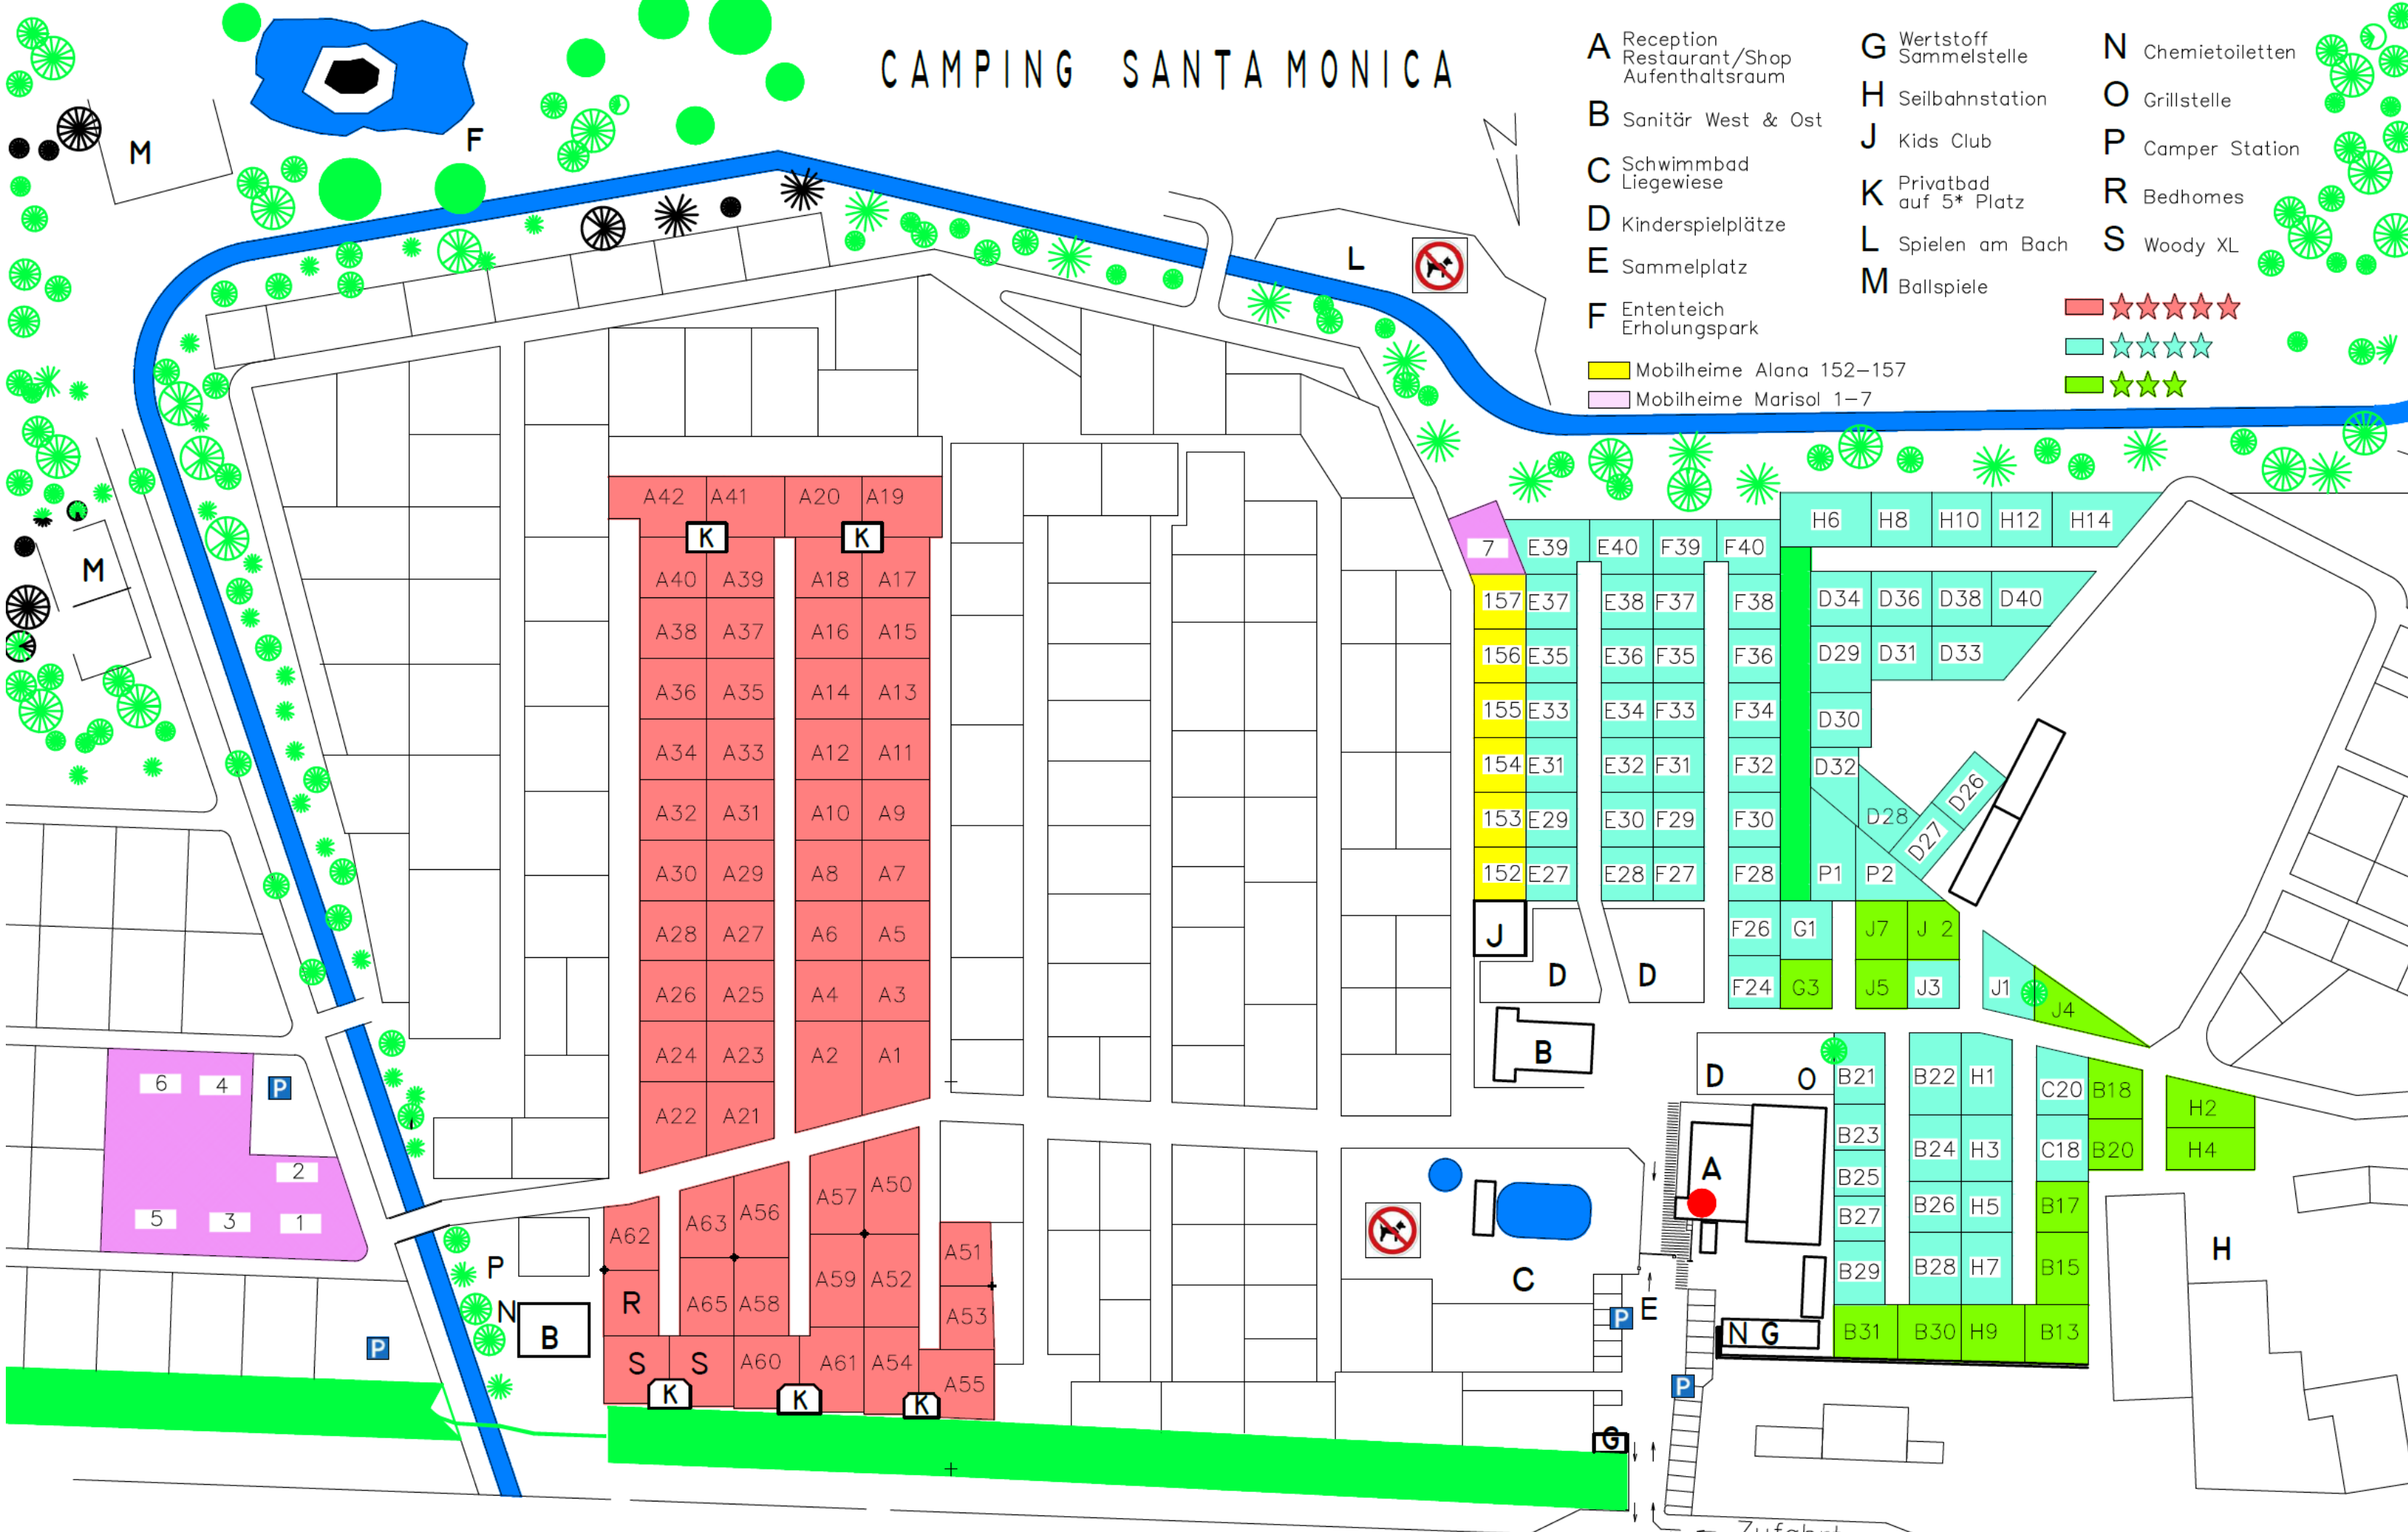 CAMPING SANTA MONICA
A Reception
Restaurant/Shop
Aufenthaltsraum
B Sanitär West & Ost
C Schwimmbad
Liegewiese
D Kinderspielplätze
E Sammelplatz
F Ententeich
Erholungspark
Mobilheime Alana 152-157
Mobilheime Marisol 1-7
G Wertstoff
Sammelstelle
H Seilbahnstation
J Kids Club
K Privatbad
auf 5* Platz
L Spielen am Bach
M Ballspiele
N Chemietoiletten
O Grillstelle
P Camper Station
R Bedhomes
S Woody XL
M
F
L
M
A42 A41 A20 A19
K K
A40 A39 A18 A17
A38 A37 A16 A15
A36 A35 A14 A13
A34 A33 A12 A11
A32 A31 A10 A9
A30 A29 A8 A7
A28 A27 A6 A5
A26 A25 A4 A3
A24 A23 A2 A1
A22 A21
A62 A63 A56 A57 A50
A51
R A65 A58 A59 A52
A53
S S A60 A61 A54
A55
K K K
6 4 P
2
5 3 1
P
P
N
B
7 E39 E40 F39 F40
157 E37 E38 F37 F38
156 E35 E36 F35 F36
155 E33 E34 F33 F34
154 E31 E32 F31 F32
153 E29 E30 F29 F30
152 E27 E28 F27 F28
H6 H8 H10 H12 H14
D34 D36 D38 D40
D29 D31 D33
D30
D32
D28 D27 D26
P1 P2
J
D D
F26 G1 J7 J 2
F24 G3 J5 J3 J1 J4
B
D O
B21 B22 H1 C20 B18 H2
B23 B24 H3 C18 B20 H4
B25
B27 B26 H5 B17
B29 B28 H7 B15
B31 B30 H9 B13
A
H
C
P E
N G
P
G